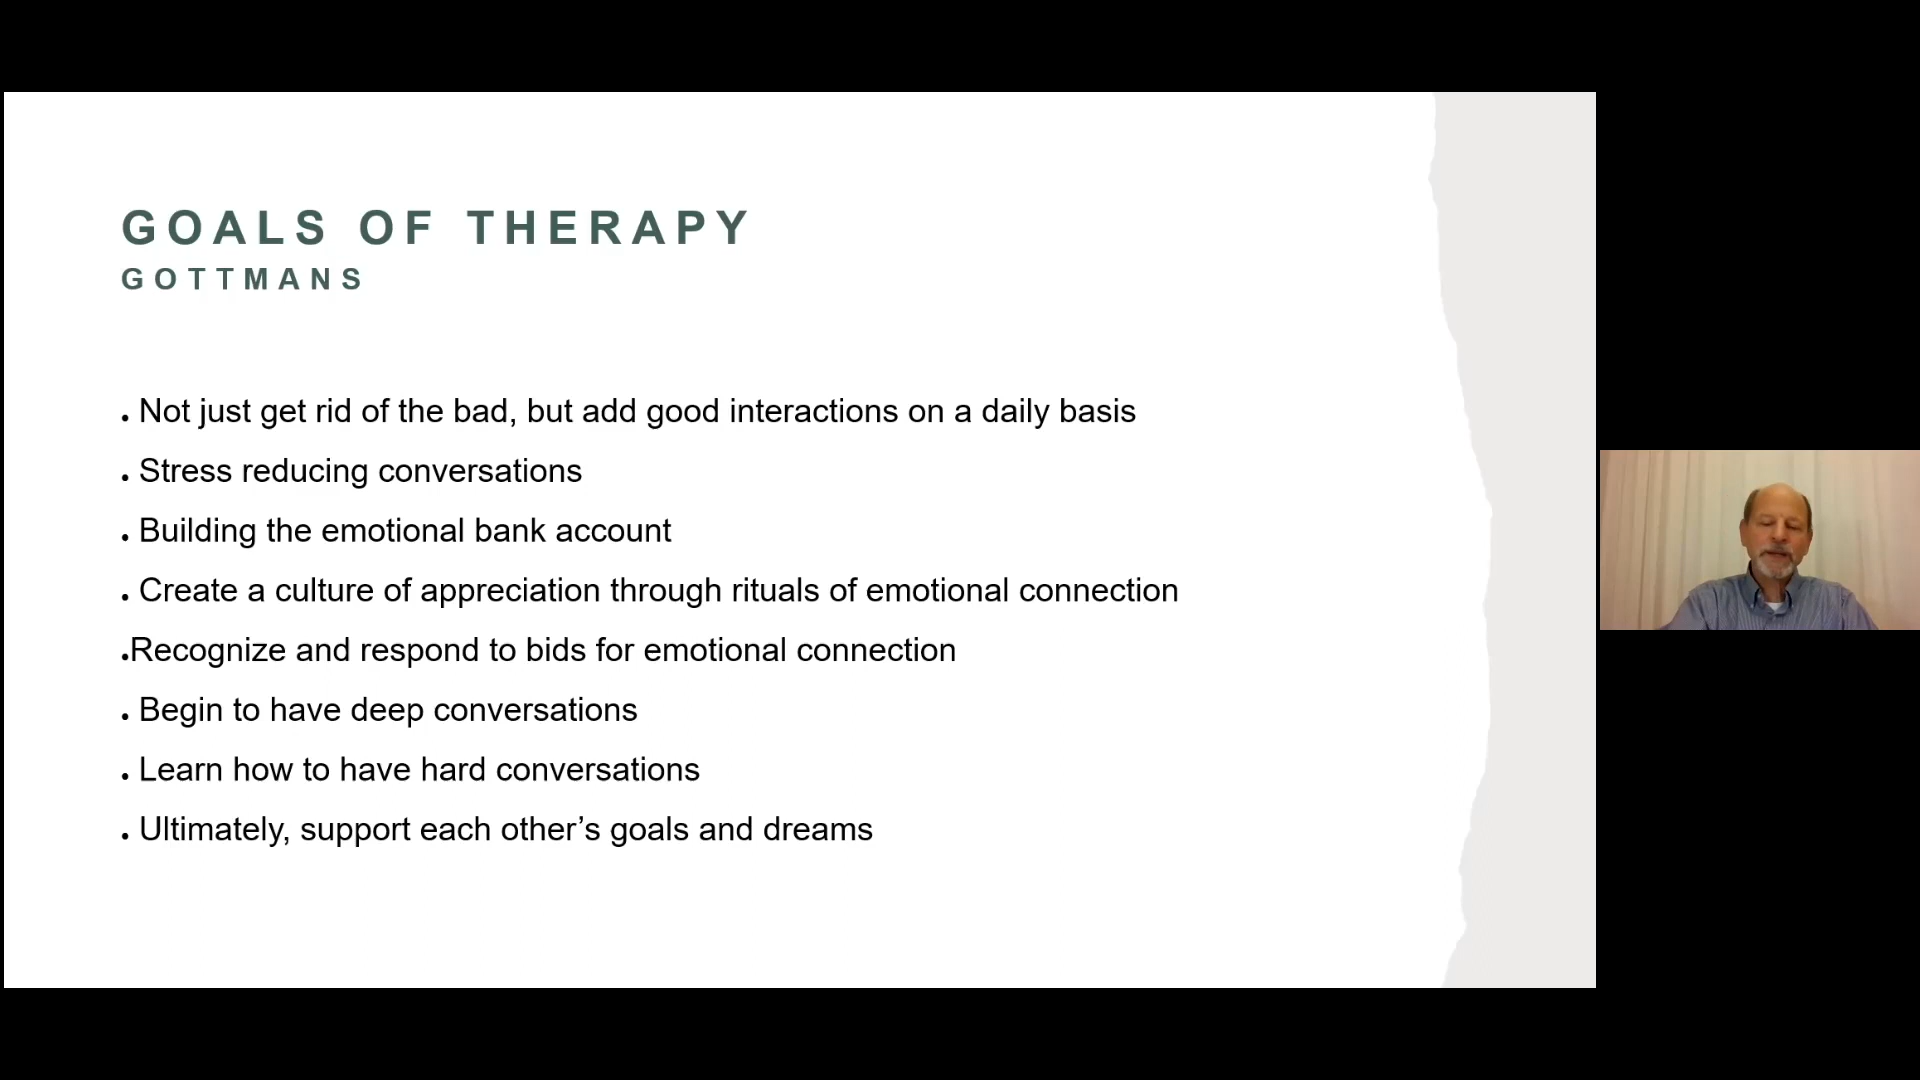 GOALS OF THERAPY
GOTTMANS
• Not just get rid of the bad, but add good interactions on a daily basis
• Stress reducing conversations
• Building the emotional bank account
• Create a culture of appreciation through rituals of emotional connection
•Recognize and respond to bids for emotional connection
• Begin to have deep conversations
• Learn how to have hard conversations
• Ultimately, support each other’s goals and dreams